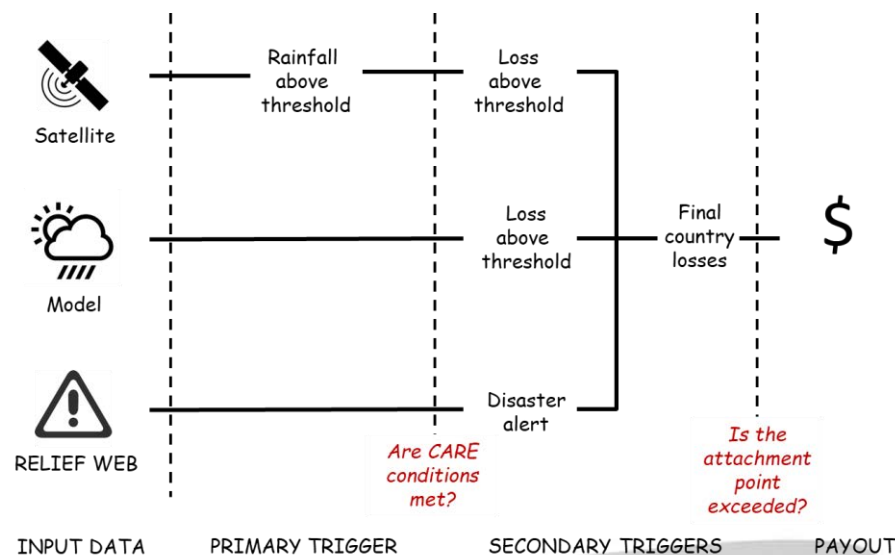 Satellite
Rainfall
above
threshold
Loss
above
threshold
Model
Loss
above
threshold
Final
country
losses
$
RELIEF WEB
Disaster
alert
Are CARE
conditions
met?
Is the
attachment
point
exceeded?
INPUT DATA
PRIMARY TRIGGER
SECONDARY TRIGGERS
PAYOUT